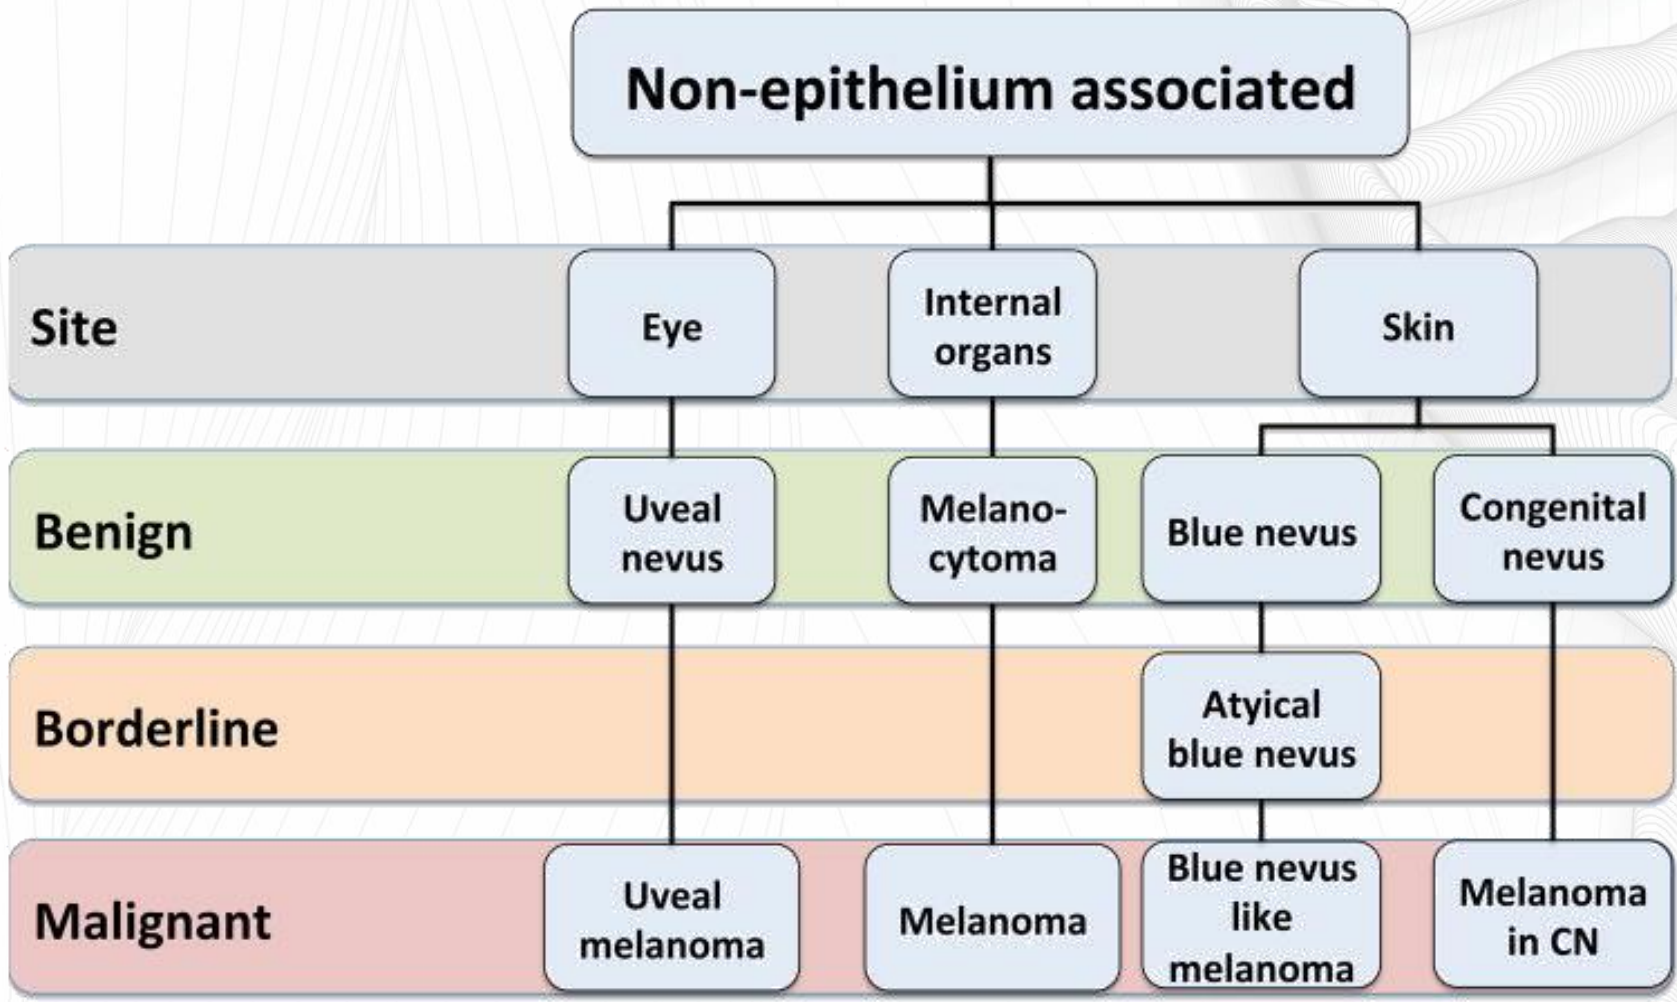 Non-epithelium associated
Site
Eye
Internal
organs
Skin
Benign
Uveal
nevus
Melano-
cytoma
Blue nevus
Congenital
nevus
Borderline
Atyical
blue nevus
Malignant
Uveal
melanoma
Melanoma
Blue nevus
like
melanoma
Melanoma
in CN